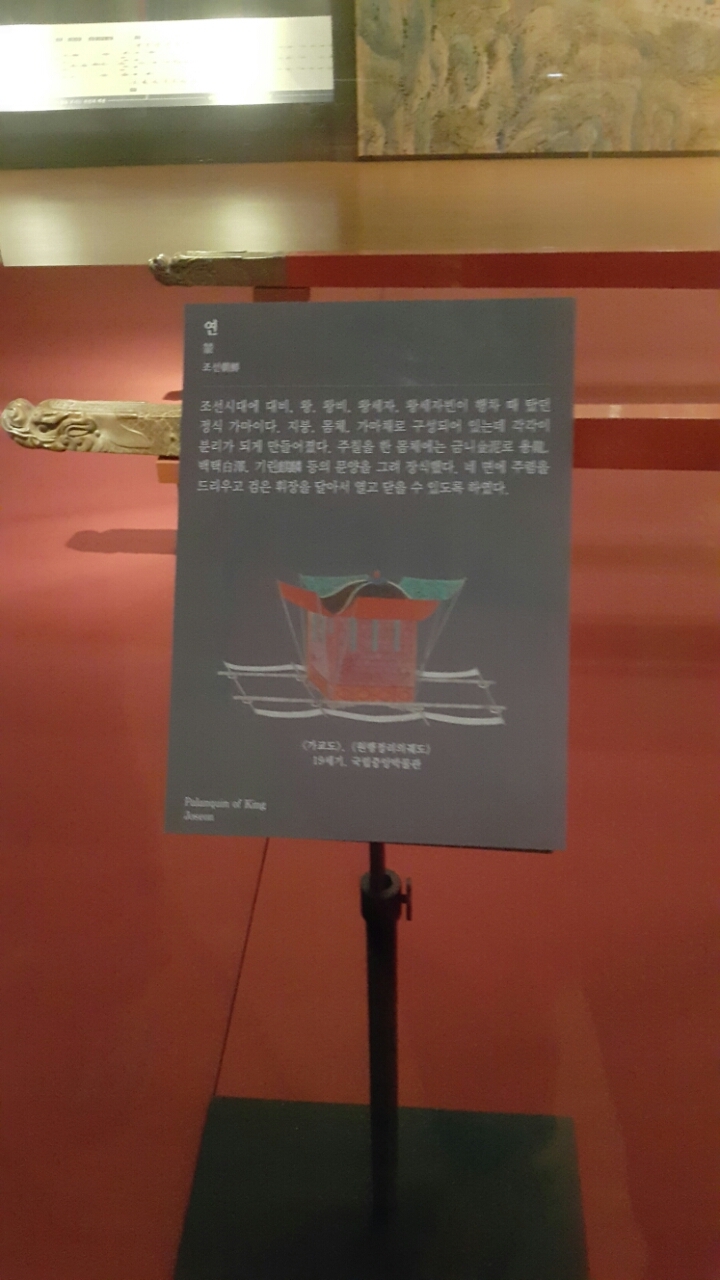 연
輦
조선朝鮮
조선시대에 대비, 왕, 왕비, 왕세자, 왕세자빈이 행차 때 탔던
정식 가마이다. 지붕, 몸체, 가마채로 구성되어 있는데 각각이
분리가 되게 만들어졌다. 주칠을 한 몸체에는 금니金泥로 용龍,
백택白澤, 기린麒麟 등의 문양을 그려 장식했다. 네 면에 주렴을
드리우고 검은 휘장을 달아서 열고 닫을 수 있도록 하였다.
〈가교도〉, 《원행정리의궤도》
19세기, 국립중앙박물관
Palanquin of King
Joseon